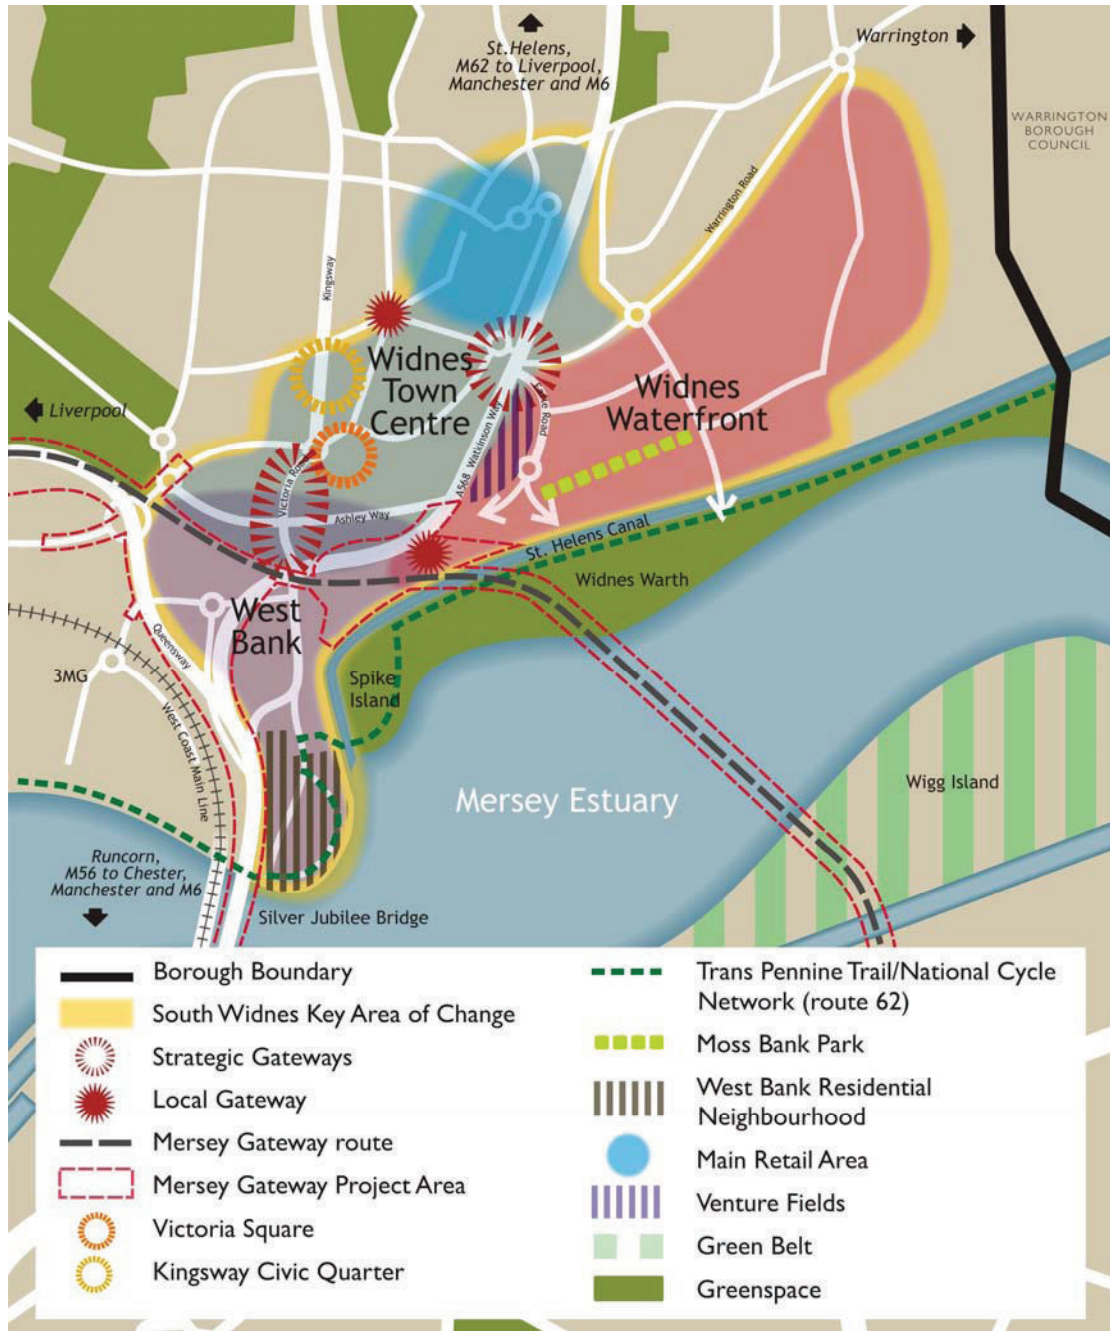 St.Helens,
M62 to Liverpool,
Manchester and M6
Warrington
WARRINGTON
BOROUGH
COUNCIL
Warrington Road
Kingsway
Widnes
Town
Centre
Widnes
Waterfront
Liverpool
Earle Road
A568 Watkinson Way
Victoria Road
Ashley Way
St. Helens Canal
Widnes Warth
West
Bank
Queensway
3MG
Spike
Island
West Coast Main Line
Wigg Island
Mersey Estuary
Runcorn,
M56 to Chester,
Manchester and M6
Silver Jubilee Bridge
Borough Boundary
South Widnes Key Area of Change
Strategic Gateways
Local Gateway
Mersey Gateway route
Mersey Gateway Project Area
Victoria Square
Kingsway Civic Quarter
Trans Pennine Trail/National Cycle
Network (route 62)
Moss Bank Park
West Bank Residential
Neighbourhood
Main Retail Area
Venture Fields
Green Belt
Greenspace